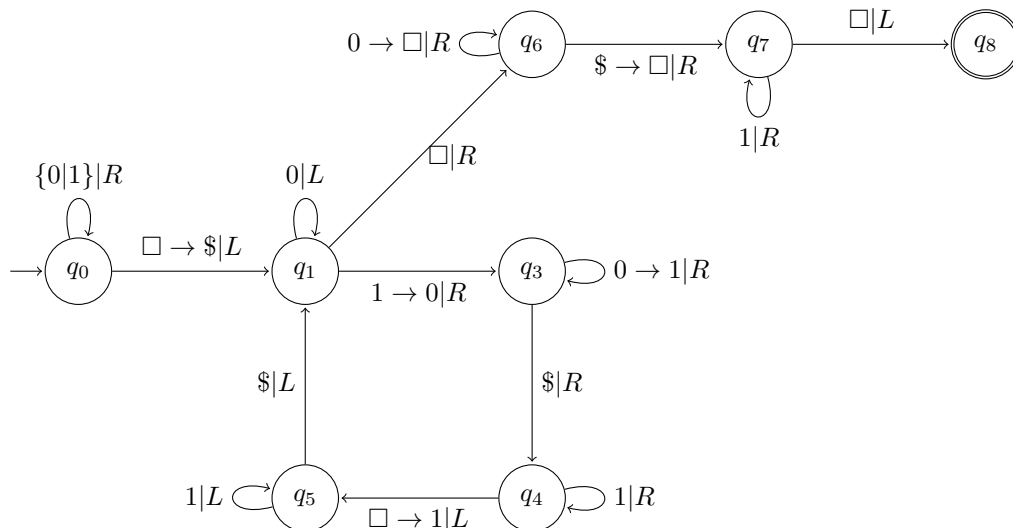 0 → □|R
q₆
$ → □|R
q₇
□|L
q₈
1|R
□|R
{0|1}|R
0|L
q₀
□ → $|L
q₁
1 → 0|R
q₃
0 → 1|R
$|L
$|R
1|L
q₅
□ → 1|L
q₄
1|R